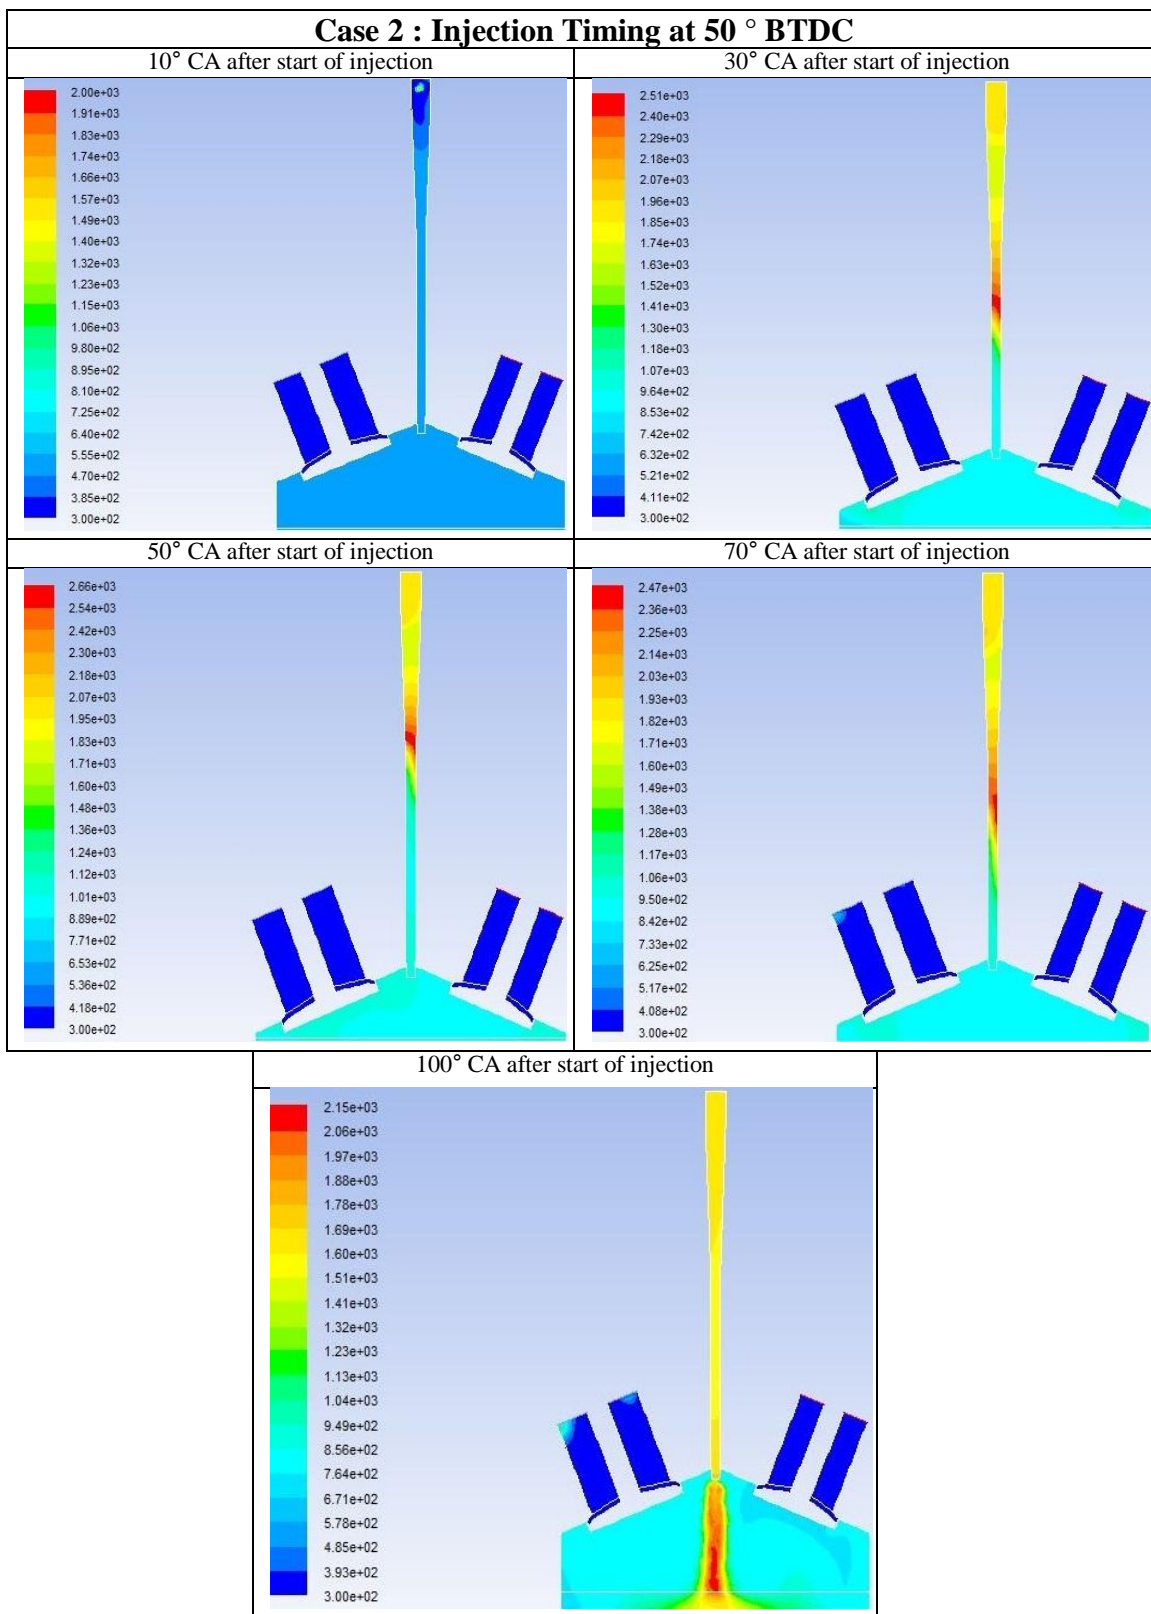 Case 2 : Injection Timing at 50 ° BTDC
10° CA after start of injection
30° CA after start of injection
2.00e+03
1.91e+03
1.83e+03
1.74e+03
1.66e+03
1.57e+03
1.49e+03
1.40e+03
1.32e+03
1.23e+03
1.15e+03
1.06e+03
9.80e+02
8.95e+02
8.10e+02
7.25e+02
6.40e+02
5.55e+02
4.70e+02
3.85e+02
3.00e+02
2.51e+03
2.40e+03
2.29e+03
2.18e+03
2.07e+03
1.96e+03
1.85e+03
1.74e+03
1.63e+03
1.52e+03
1.41e+03
1.30e+03
1.18e+03
1.07e+03
9.64e+02
8.53e+02
7.42e+02
6.32e+02
5.21e+02
4.11e+02
3.00e+02
50° CA after start of injection
70° CA after start of injection
2.66e+03
2.54e+03
2.42e+03
2.30e+03
2.18e+03
2.07e+03
1.95e+03
1.83e+03
1.71e+03
1.60e+03
1.48e+03
1.36e+03
1.24e+03
1.12e+03
1.01e+03
8.89e+02
7.71e+02
6.53e+02
5.36e+02
4.18e+02
3.00e+02
2.47e+03
2.36e+03
2.25e+03
2.14e+03
2.03e+03
1.93e+03
1.82e+03
1.71e+03
1.60e+03
1.49e+03
1.38e+03
1.28e+03
1.17e+03
1.06e+03
9.50e+02
8.42e+02
7.33e+02
6.25e+02
5.17e+02
4.08e+02
3.00e+02
100° CA after start of injection
2.15e+03
2.06e+03
1.97e+03
1.88e+03
1.78e+03
1.69e+03
1.60e+03
1.51e+03
1.41e+03
1.32e+03
1.23e+03
1.13e+03
1.04e+03
9.49e+02
8.56e+02
7.64e+02
6.71e+02
5.78e+02
4.85e+02
3.93e+02
3.00e+02